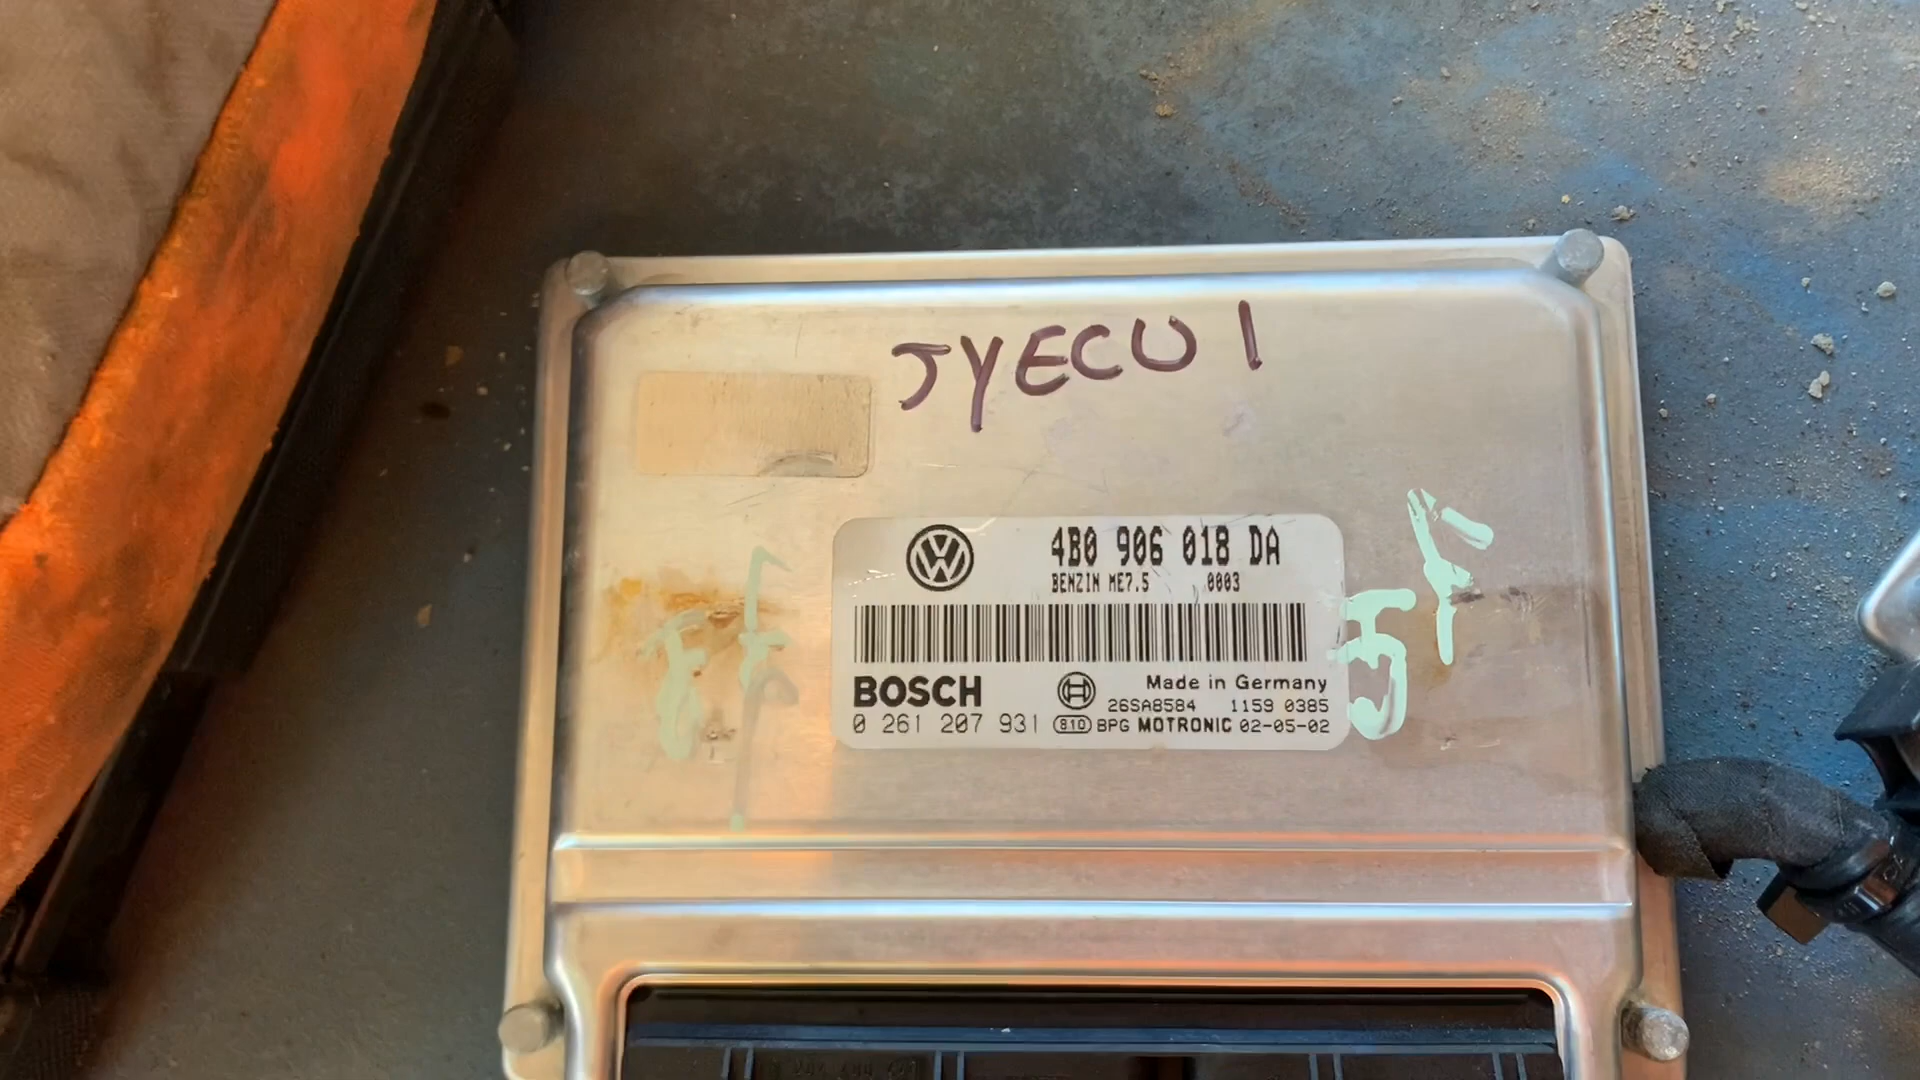 JYECU 1
4B0 906 018 DA
BENZIN ME7.5 0003
BOSCH
Made in Germany
26SA8584 1159 0385
0 261 207 931 810 BPG MOTRONIC 02-05-02